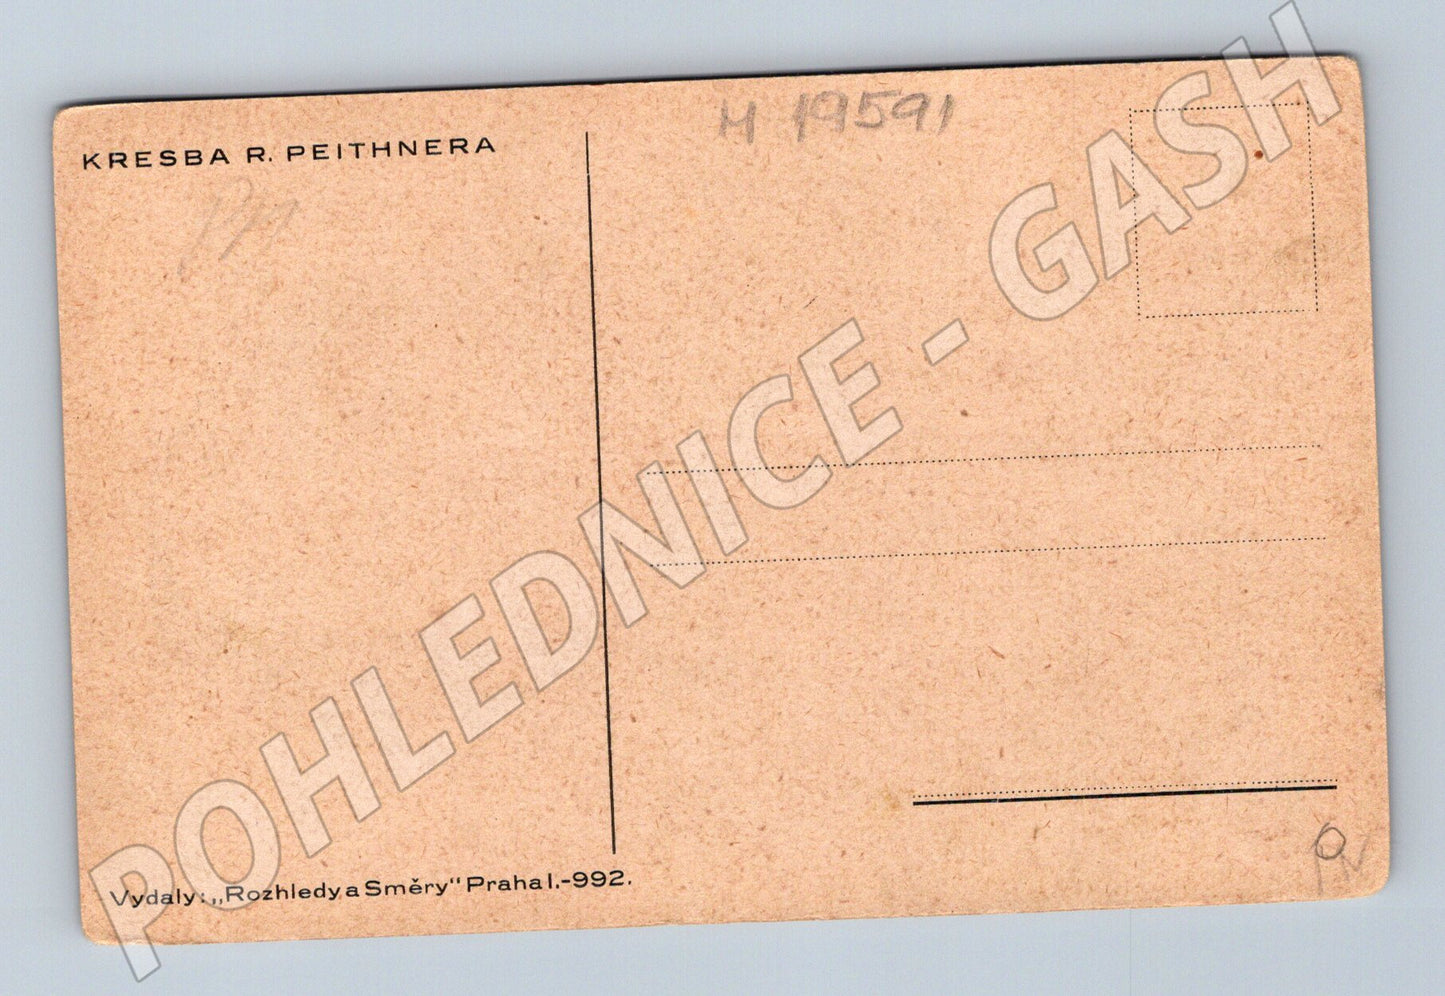 M 19591
KRESBA R. PEITHNERA
POHLEDNICE - GASH
Vydaly: „Rozhledy a Směry“ Praha I.-992.